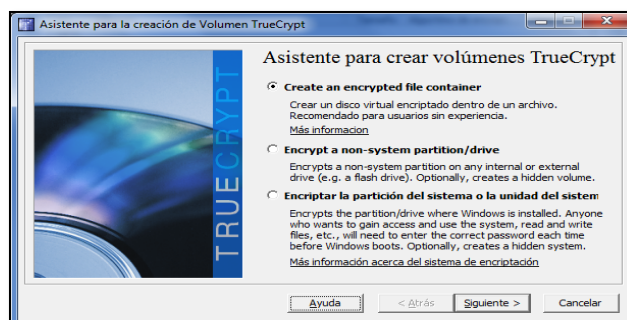 Asistente para la creación de Volumen TrueCrypt
TRUECRYPT
Asistente para crear volúmenes TrueCrypt
Create an encrypted file container
Crear un disco virtual encriptado dentro de un archivo.
Recomendado para usuarios sin experiencia.
Más informacion
Encrypt a non-system partition/drive
Encrypts a non-system partition on any internal or external
drive (e.g. a flash drive). Optionally, creates a hidden volume.
Encriptar la partición del sistema o la unidad del sistem
Encrypts the partition/drive where Windows is installed. Anyone
who wants to gain access and use the system, read and write
files, etc., will need to enter the correct password each time
before Windows boots. Optionally, creates a hidden system.
Más información acerca del sistema de encriptación
Ayuda
< Atrás
Siguiente >
Cancelar